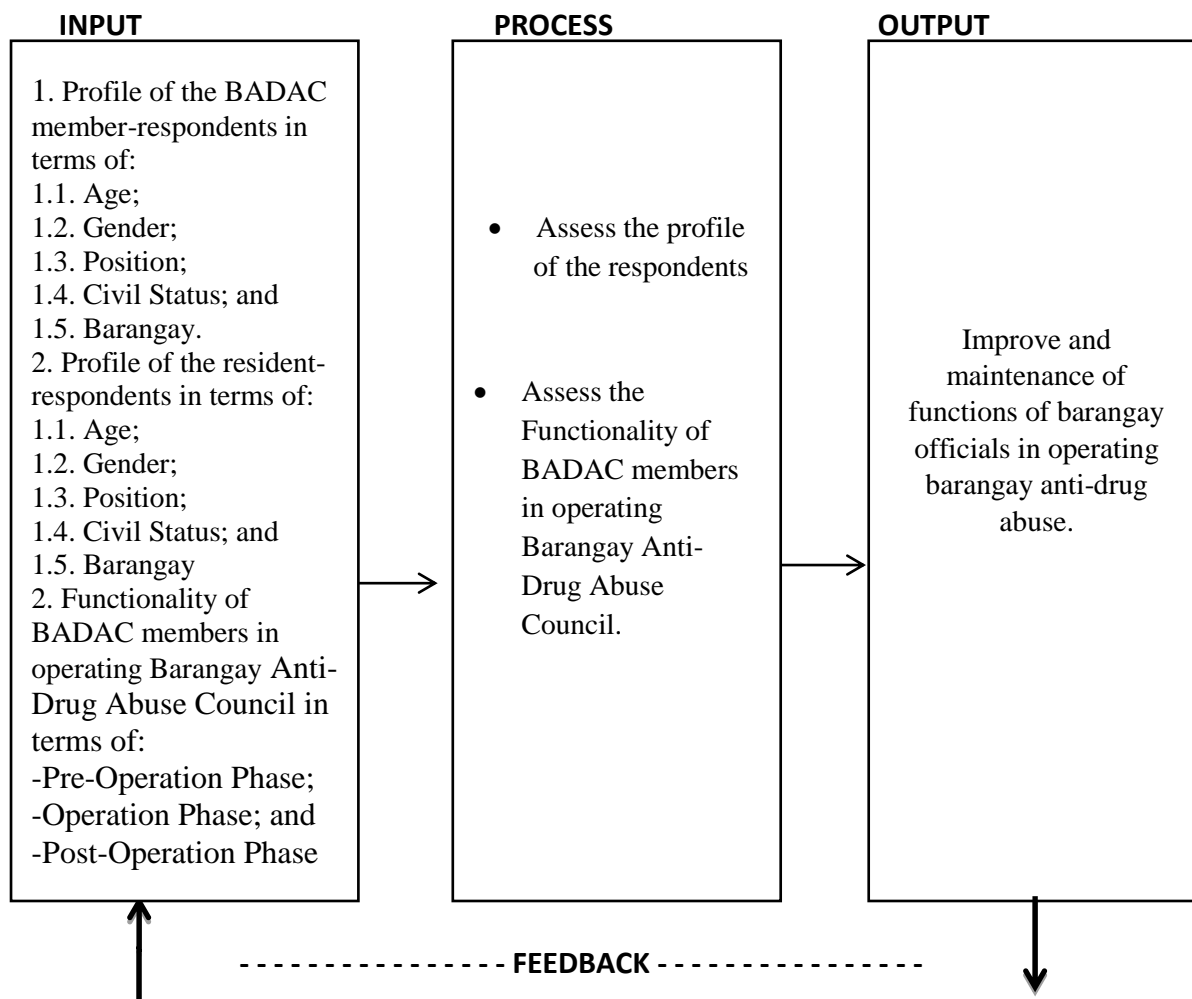 INPUT
1. Profile of the BADAC
member-respondents in
terms of:
1.1. Age;
1.2. Gender;
1.3. Position;
1.4. Civil Status; and
1.5. Barangay.
2. Profile of the resident-
respondents in terms of:
1.1. Age;
1.2. Gender;
1.3. Position;
1.4. Civil Status; and
1.5. Barangay
2. Functionality of
BADAC members in
operating Barangay Anti-
Drug Abuse Council in
terms of:
-Pre-Operation Phase;
-Operation Phase; and
-Post-Operation Phase
PROCESS
• Assess the profile
of the respondents
• Assess the
Functionality of
BADAC members
in operating
Barangay Anti-
Drug Abuse
Council.
OUTPUT
Improve and
maintenance of
functions of barangay
officials in operating
barangay anti-drug
abuse.
FEEDBACK